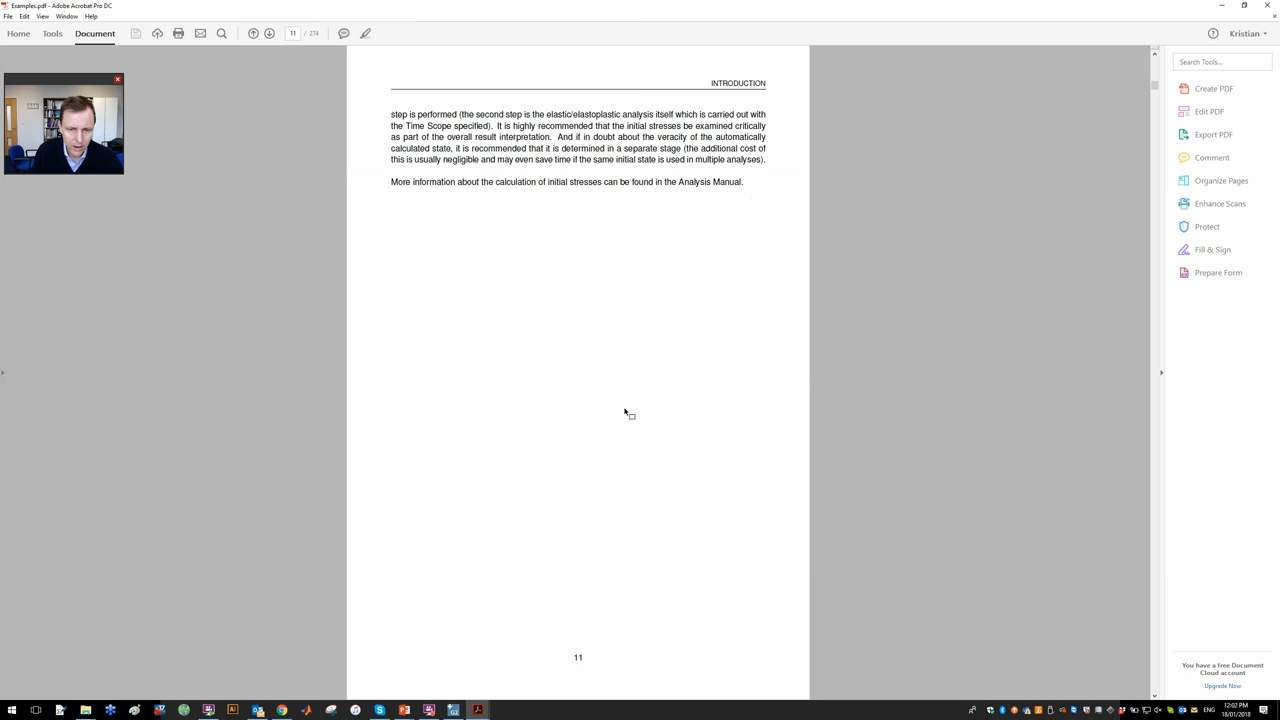 Examples.pdf - Adobe Acrobat Pro DC
File Edit View Window Help
Home Tools Document 11 / 274 Kristian
Search Tools...
Create PDF
Edit PDF
Export PDF
Comment
Organize Pages
Enhance Scans
Protect
Fill & Sign
Prepare Form
INTRODUCTION
step is performed (the second step is the elastic/elastoplastic analysis itself which is carried out with
the Time Scope specified). It is highly recommended that the initial stresses be examined critically
as part of the overall result interpretation. And if in doubt about the veracity of the automatically
calculated state, it is recommended that it is determined in a separate stage (the additional cost of
this is usually negligible and may even save time if the same initial state is used in multiple analyses).
More information about the calculation of initial stresses can be found in the Analysis Manual.
11
You have a free Document
Cloud account
Upgrade Now
ENG
12:02 PM
18/01/2018